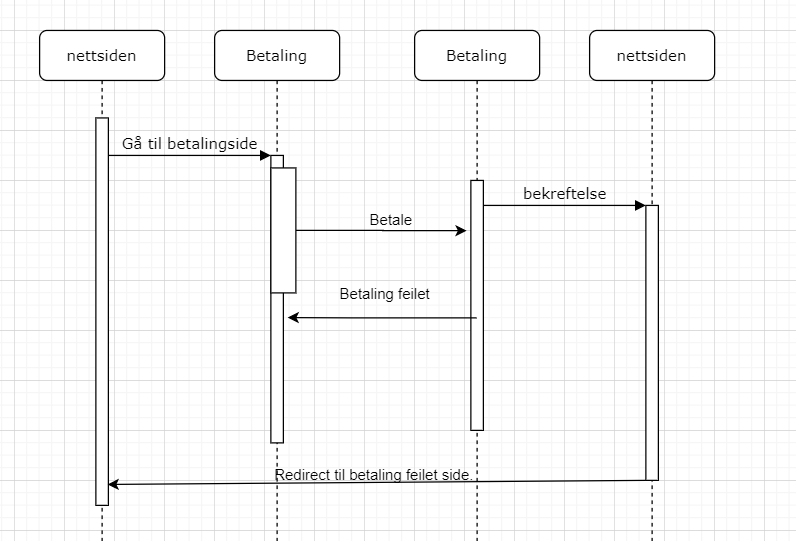 nettsiden
Betaling
Betaling
nettsiden
Gå til betalingside
bekreftelse
Betale
Betaling feilet
Redirect til betaling feilet side.